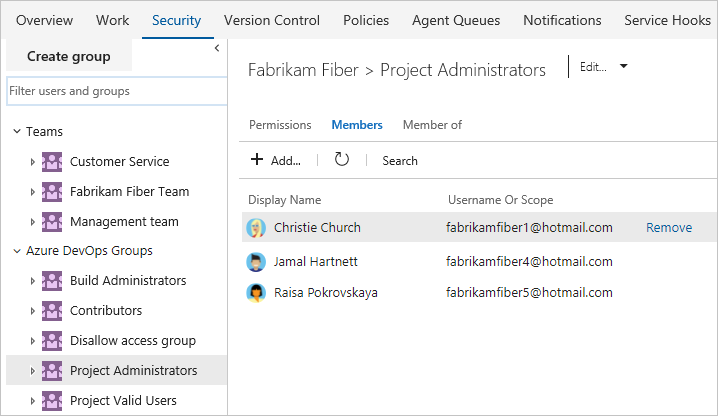 Overview Work Security Version Control Policies Agent Queues Notifications Service Hooks
Create group
Filter users and groups
Teams
Customer Service
Fabrikam Fiber Team
Management team
Azure DevOps Groups
Build Administrators
Contributors
Disallow access group
Project Administrators
Project Valid Users
Fabrikam Fiber > Project Administrators
Edit...
Permissions Members Member of
Add... Search
Display Name Username Or Scope
Christie Church fabrikamfiber1@hotmail.com Remove
Jamal Hartnett fabrikamfiber4@hotmail.com
Raisa Pokrovskaya fabrikamfiber5@hotmail.com